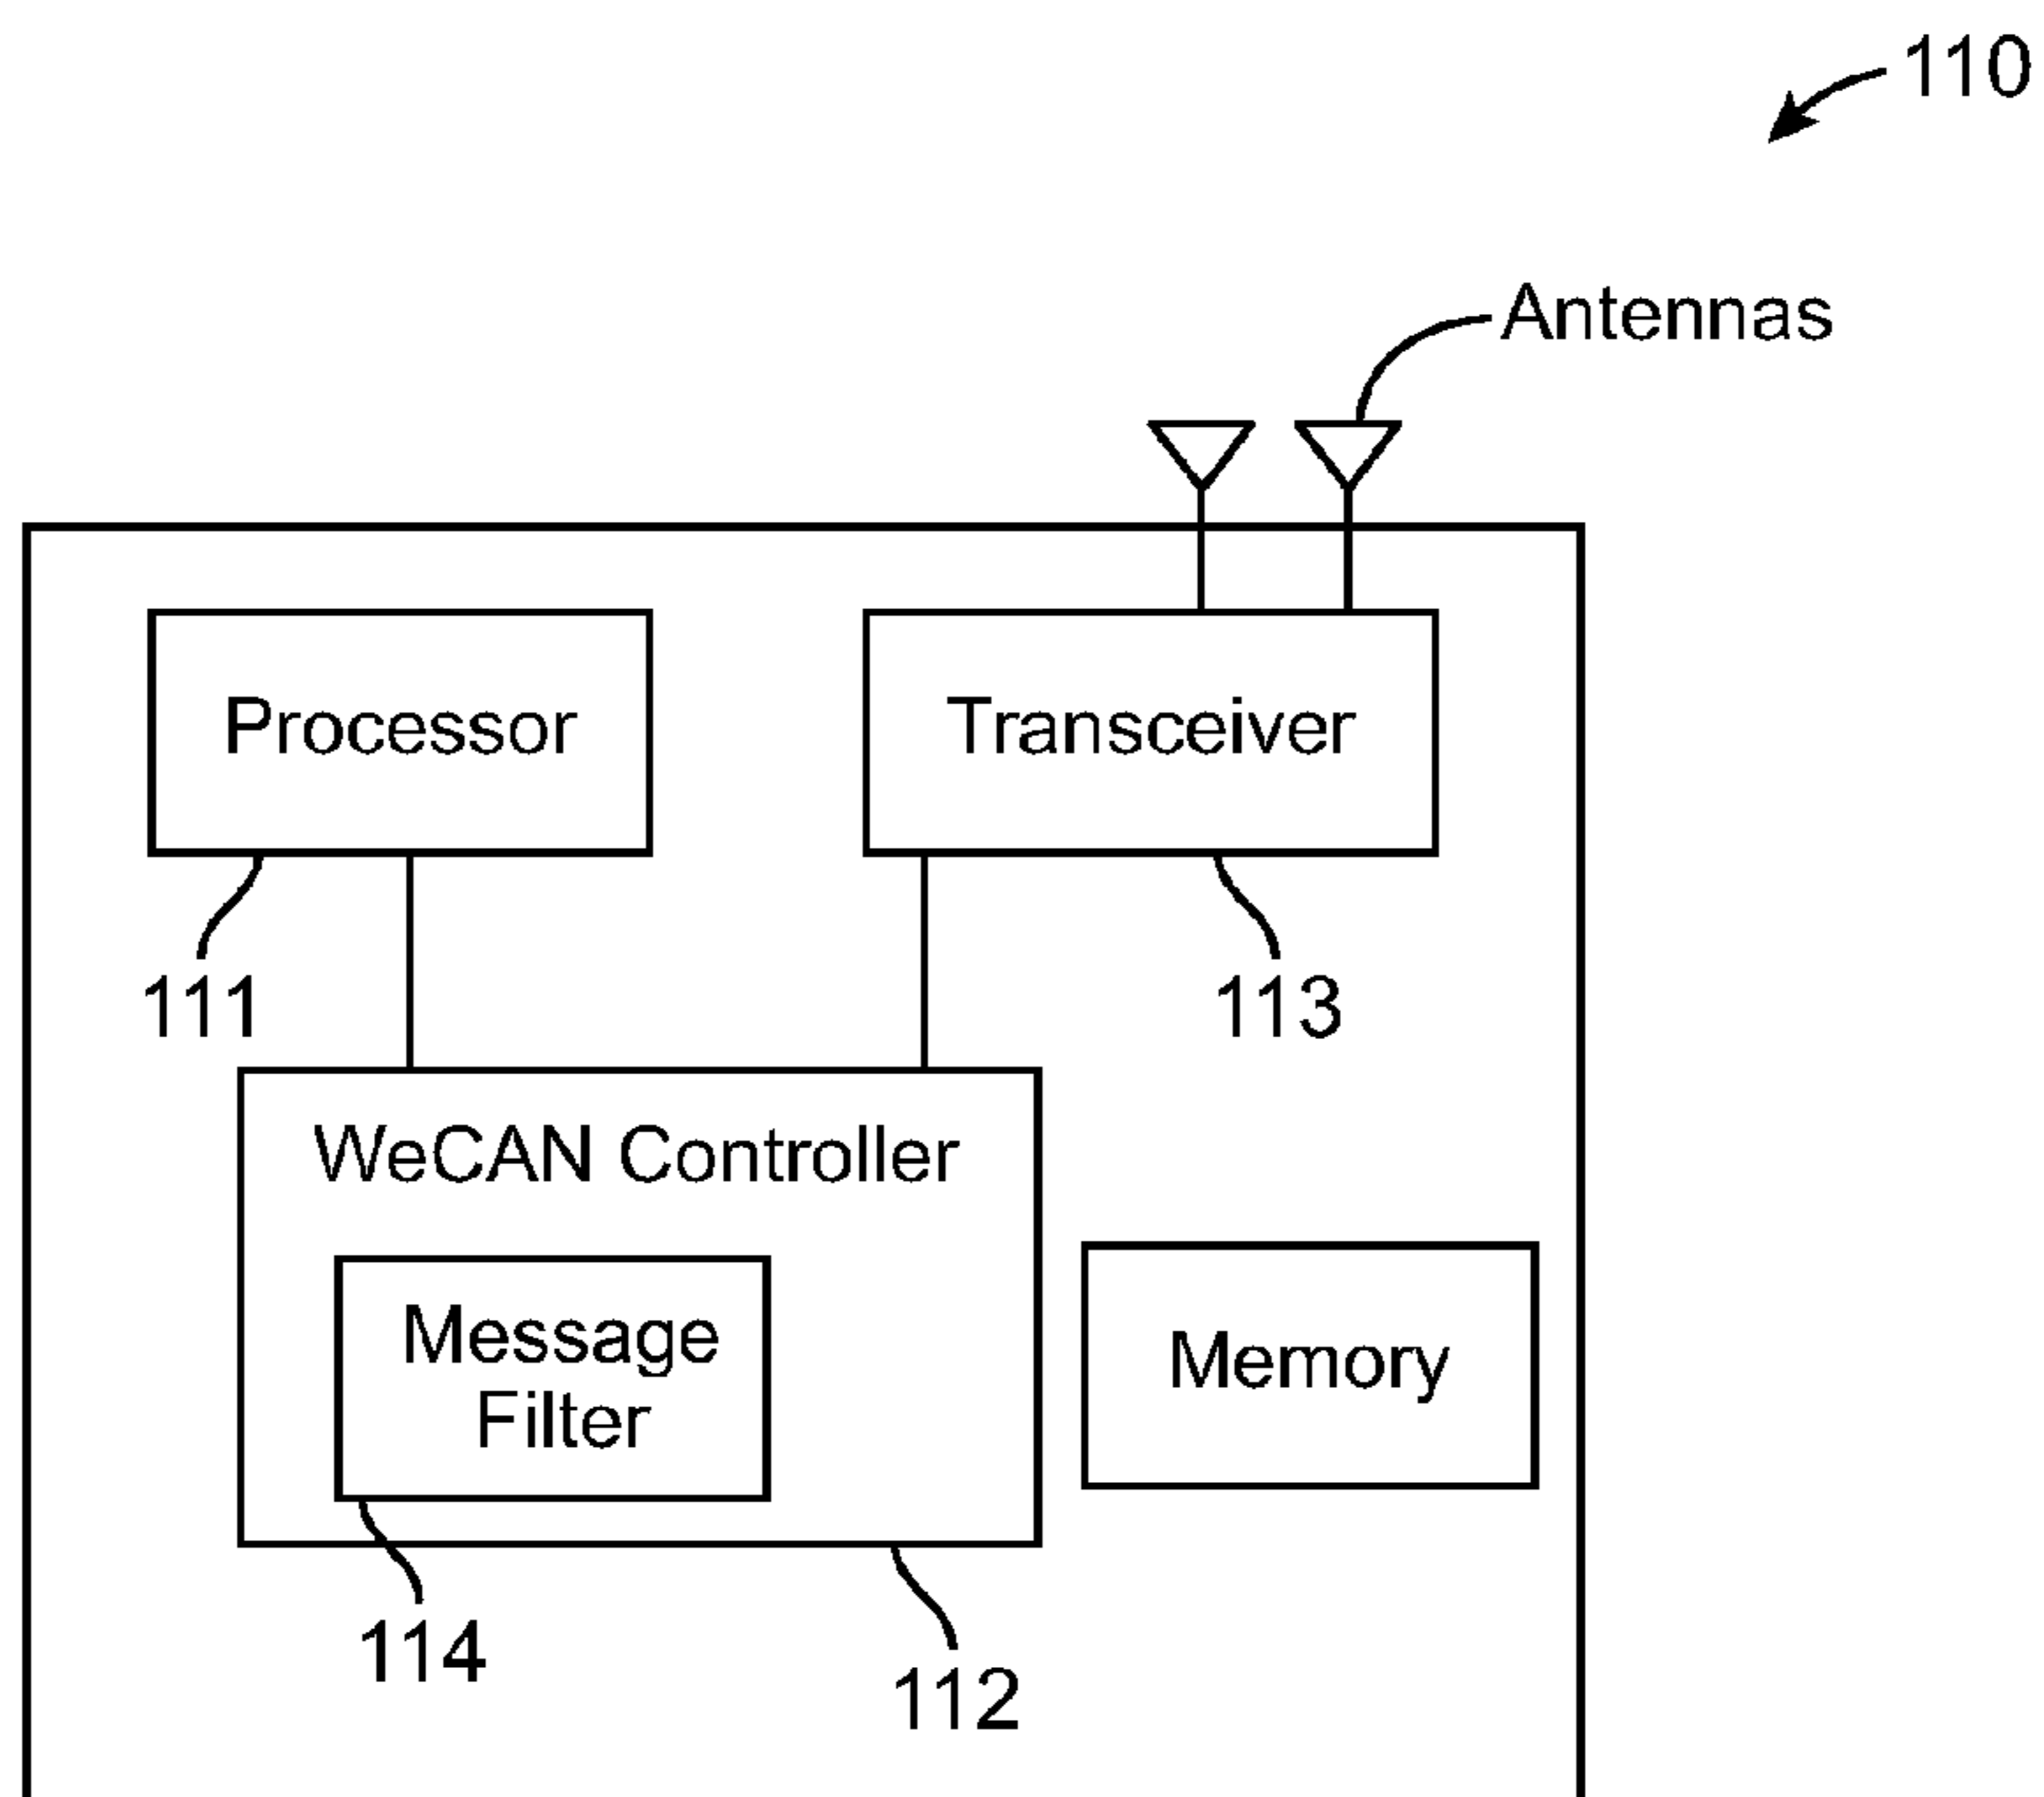 110
Antennas
Processor
Transceiver
111
113
WeCAN Controller
Message
Filter
Memory
114
112